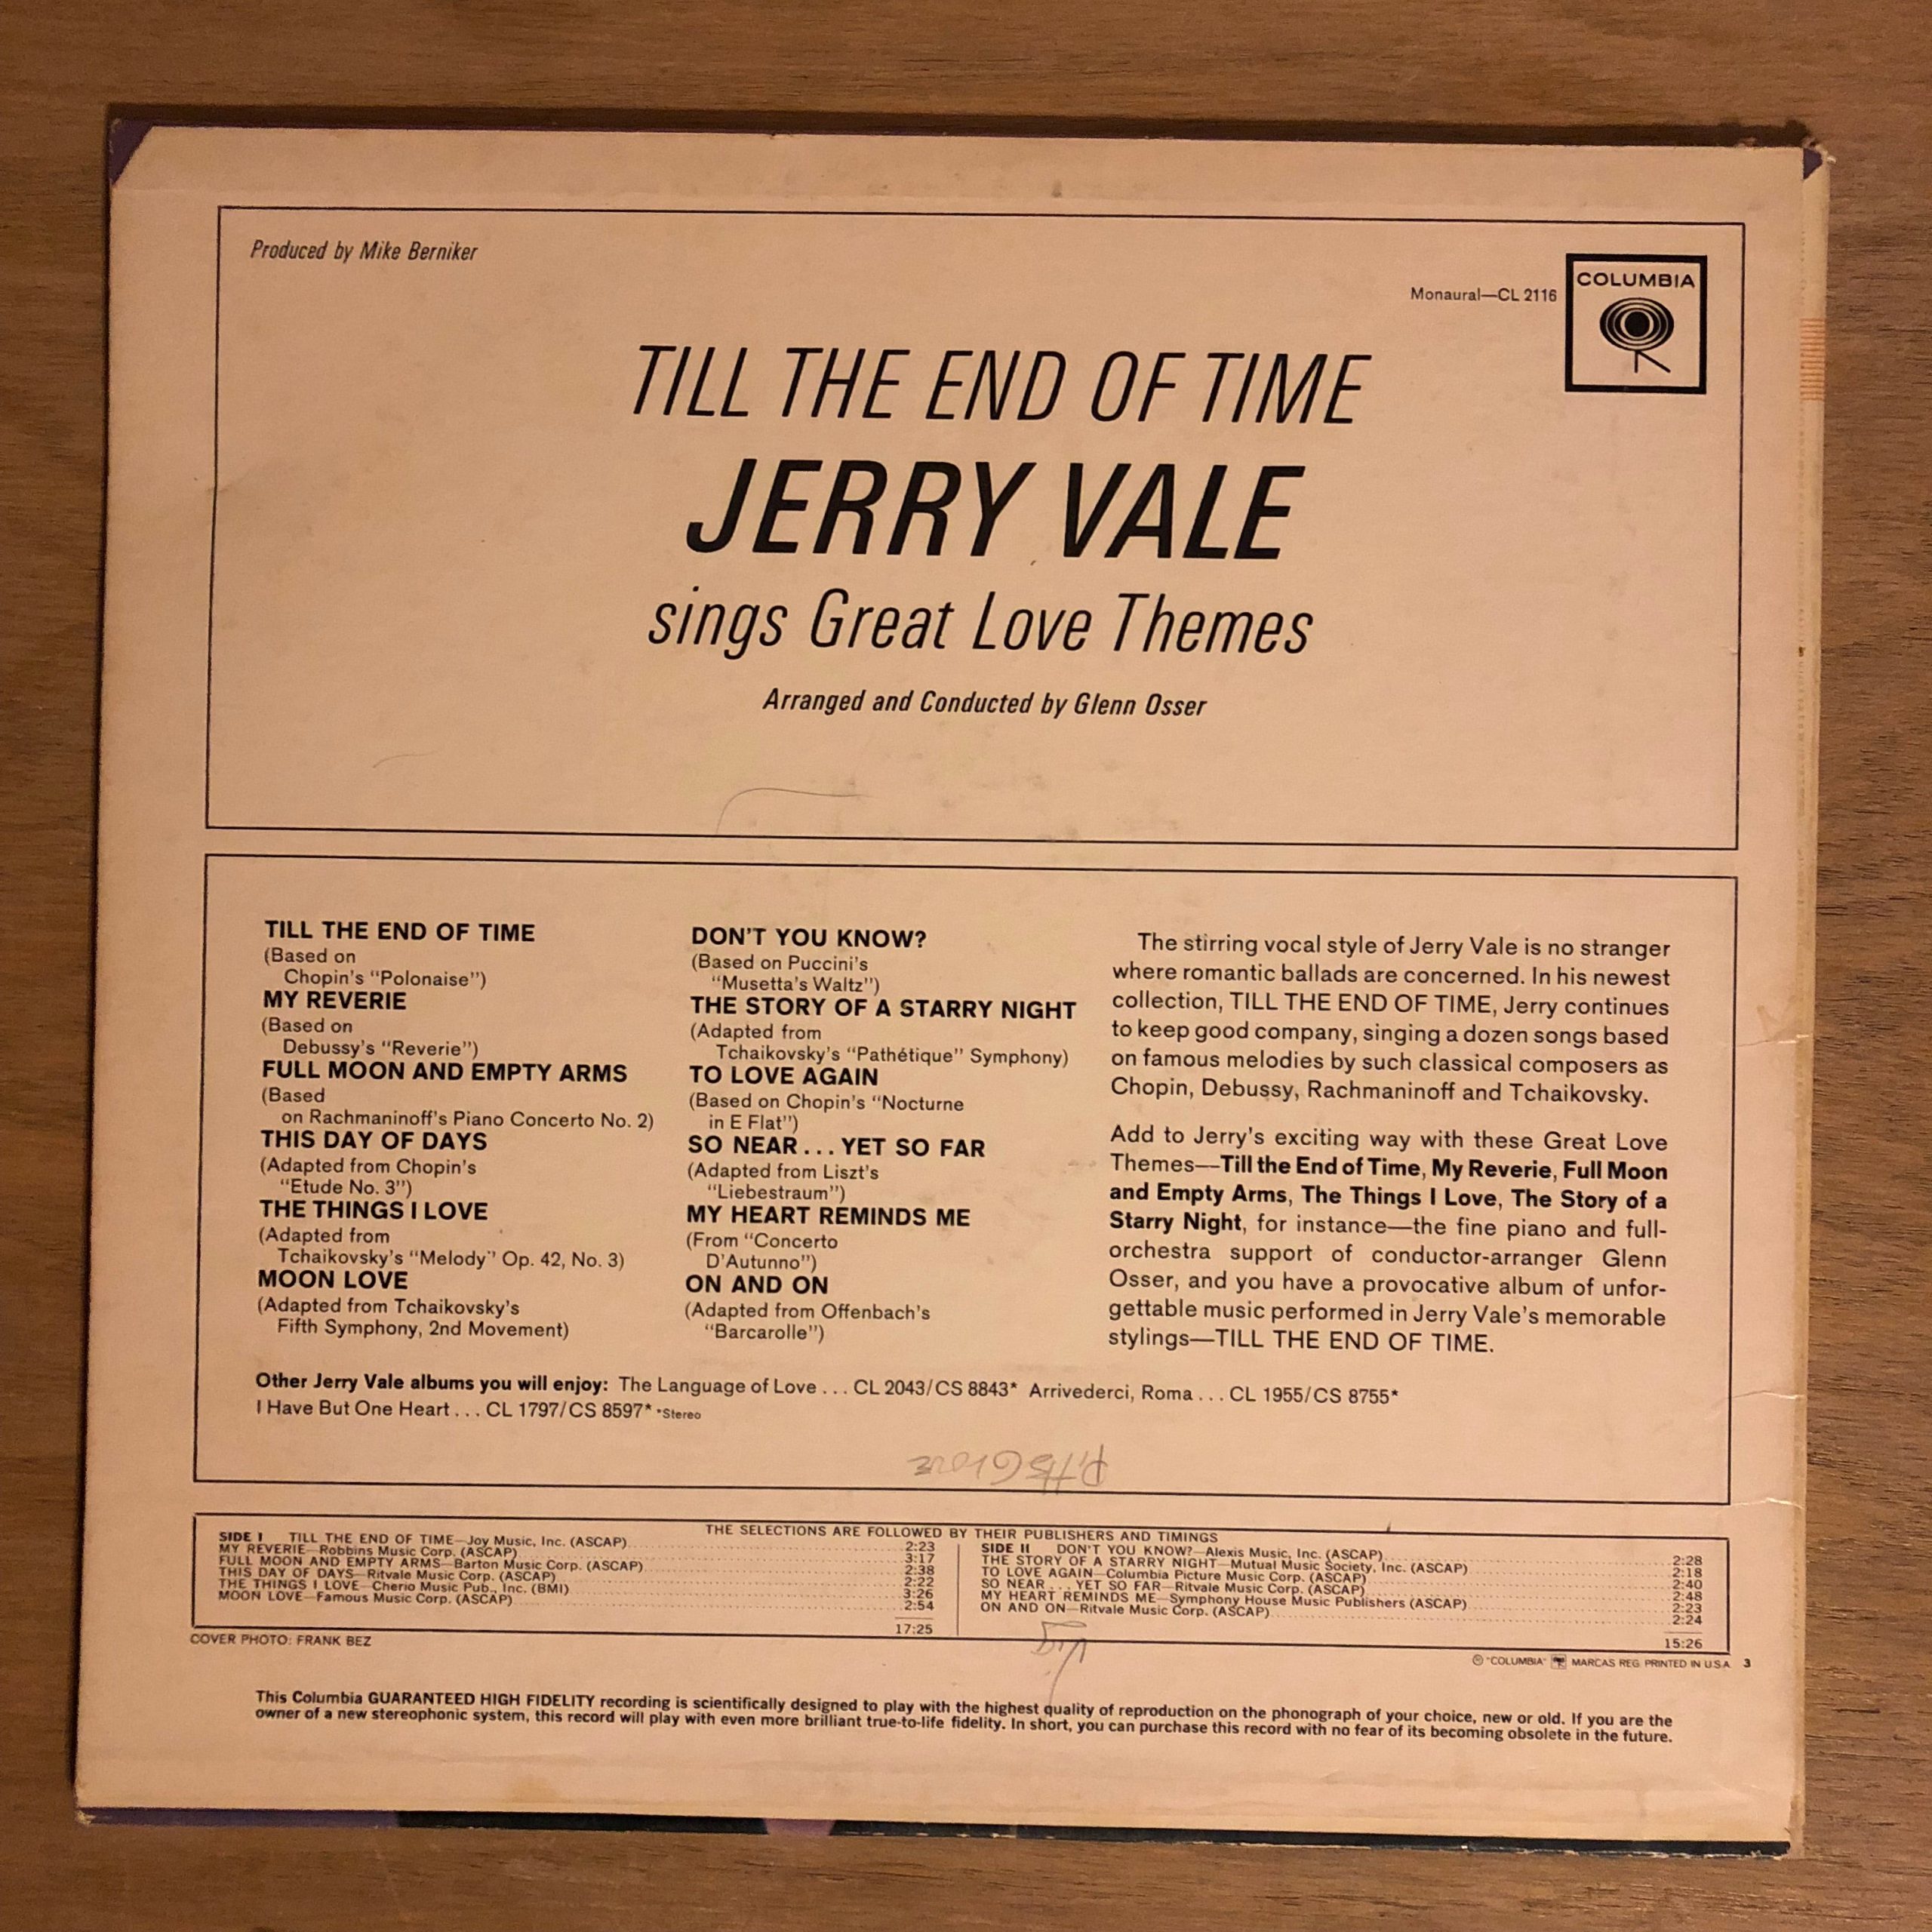 Produced by Mike Berniker
Monaural—CL 2116
COLUMBIA
TILL THE END OF TIME
JERRY VALE
sings Great Love Themes
Arranged and Conducted by Glenn Osser
TILL THE END OF TIME
(Based on
Chopin's "Polonaise")
MY REVERIE
(Based on
Debussy's "Reverie")
FULL MOON AND EMPTY ARMS
(Based
on Rachmaninoff's Piano Concerto No. 2)
THIS DAY OF DAYS
(Adapted from Chopin's
"Etude No. 3")
THE THINGS I LOVE
(Adapted from
Tchaikovsky's "Melody" Op. 42, No. 3)
MOON LOVE
(Adapted from Tchaikovsky's
Fifth Symphony, 2nd Movement)
DON'T YOU KNOW?
(Based on Puccini's
"Musetta's Waltz")
THE STORY OF A STARRY NIGHT
(Adapted from
Tchaikovsky's "Pathétique" Symphony)
TO LOVE AGAIN
(Based on Chopin's "Nocturne
in E Flat")
SO NEAR...YET SO FAR
(Adapted from Liszt's
"Liebestraum")
MY HEART REMINDS ME
(From "Concerto
D'Autunno")
ON AND ON
(Adapted from Offenbach's
"Barcarolle")
The stirring vocal style of Jerry Vale is no stranger
where romantic ballads are concerned. In his newest
collection, TILL THE END OF TIME, Jerry continues
to keep good company, singing a dozen songs based
on famous melodies by such classical composers as
Chopin, Debussy, Rachmaninoff and Tchaikovsky.
Add to Jerry's exciting way with these Great Love
Themes—Till the End of Time, My Reverie, Full Moon
and Empty Arms, The Things I Love, The Story of a
Starry Night, for instance—the fine piano and full-
orchestra support of conductor-arranger Glenn
Osser, and you have a provocative album of unfor-
gettable music performed in Jerry Vale's memorable
stylings—TILL THE END OF TIME.
Other Jerry Vale albums you will enjoy: The Language of Love...CL 2043/CS 8843* Arrivederci, Roma...CL 1955/CS 8755*
I Have But One Heart...CL 1797/CS 8597* *Stereo
THE SELECTIONS ARE FOLLOWED BY THEIR PUBLISHERS AND TIMINGS
SIDE I TILL THE END OF TIME—Joy Music, Inc. (ASCAP) 2:23
MY REVERIE—Robbins Music Corp. (ASCAP) 3:17
FULL MOON AND EMPTY ARMS—Barton Music Corp. (ASCAP) 2:38
THIS DAY OF DAYS—Ritvale Music Corp. (ASCAP) 2:22
THE THINGS I LOVE—Cherio Music Pub., Inc. (BMI) 3:26
MOON LOVE—Famous Music Corp. (ASCAP) 2:54
17:25
SIDE II DON'T YOU KNOW?—Alexis Music, Inc. (ASCAP) 2:28
THE STORY OF A STARRY NIGHT—Mutual Music Society, Inc. (ASCAP) 2:18
TO LOVE AGAIN—Columbia Picture Music Corp. (ASCAP) 2:40
SO NEAR...YET SO FAR—Ritvale Music Corp. (ASCAP) 2:48
MY HEART REMINDS ME—Symphony House Music Publishers (ASCAP) 2:23
ON AND ON—Ritvale Music Corp. (ASCAP) 2:24
15:26
COVER PHOTO: FRANK BEZ
"COLUMBIA" MARCAS REG. PRINTED IN U.S.A. 3
This Columbia GUARANTEED HIGH FIDELITY recording is scientifically designed to play with the highest quality of reproduction on the phonograph of your choice, new or old. If you are the
owner of a new stereophonic system, this record will play with even more brilliant true-to-life fidelity. In short, you can purchase this record with no fear of its becoming obsolete in the future.